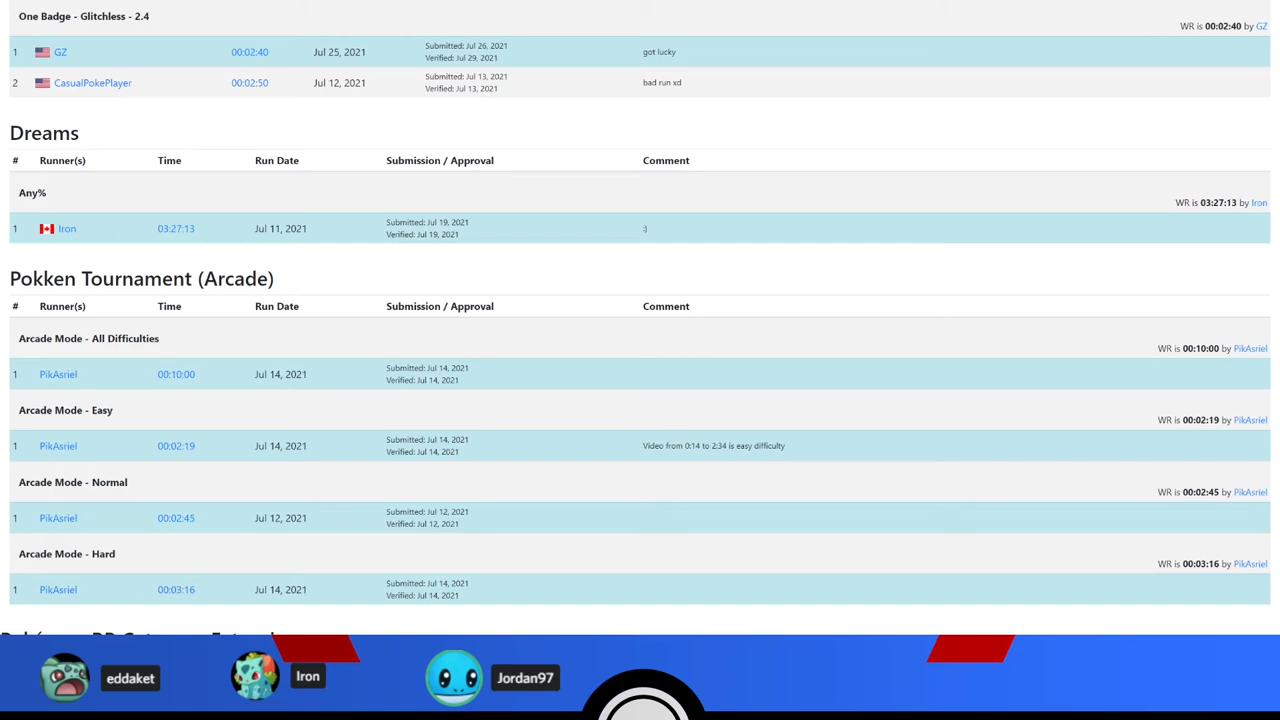 One Badge - Glitchless - 2.4
WR is 00:02:40 by GZ
1 GZ 00:02:40 Jul 25, 2021 Submitted: Jul 26, 2021 got lucky
Verified: Jul 29, 2021
2 CasualPokePlayer 00:02:50 Jul 12, 2021 Submitted: Jul 13, 2021 bad run xd
Verified: Jul 13, 2021
Dreams
# Runner(s) Time Run Date Submission / Approval Comment
Any%
WR is 03:27:13 by Iron
1 Iron 03:27:13 Jul 11, 2021 Submitted: Jul 19, 2021 :)
Verified: Jul 19, 2021
Pokken Tournament (Arcade)
# Runner(s) Time Run Date Submission / Approval Comment
Arcade Mode - All Difficulties
WR is 00:10:00 by PikAsriel
1 PikAsriel 00:10:00 Jul 14, 2021 Submitted: Jul 14, 2021
Verified: Jul 14, 2021
Arcade Mode - Easy
WR is 00:02:19 by PikAsriel
1 PikAsriel 00:02:19 Jul 14, 2021 Submitted: Jul 14, 2021 Video from 0:14 to 2:34 is easy difficulty
Verified: Jul 14, 2021
Arcade Mode - Normal
WR is 00:02:45 by PikAsriel
1 PikAsriel 00:02:45 Jul 12, 2021 Submitted: Jul 12, 2021
Verified: Jul 12, 2021
Arcade Mode - Hard
WR is 00:03:16 by PikAsriel
1 PikAsriel 00:03:16 Jul 14, 2021 Submitted: Jul 14, 2021
Verified: Jul 14, 2021
eddaket Iron Jordan97